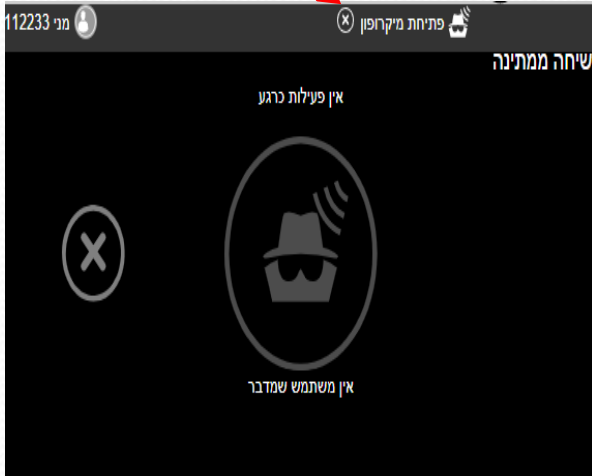 פתיחת מיקרופון
מני 112233
שיחה ממתינה
אין פעילות כרגע
אין משתמש שמדבר